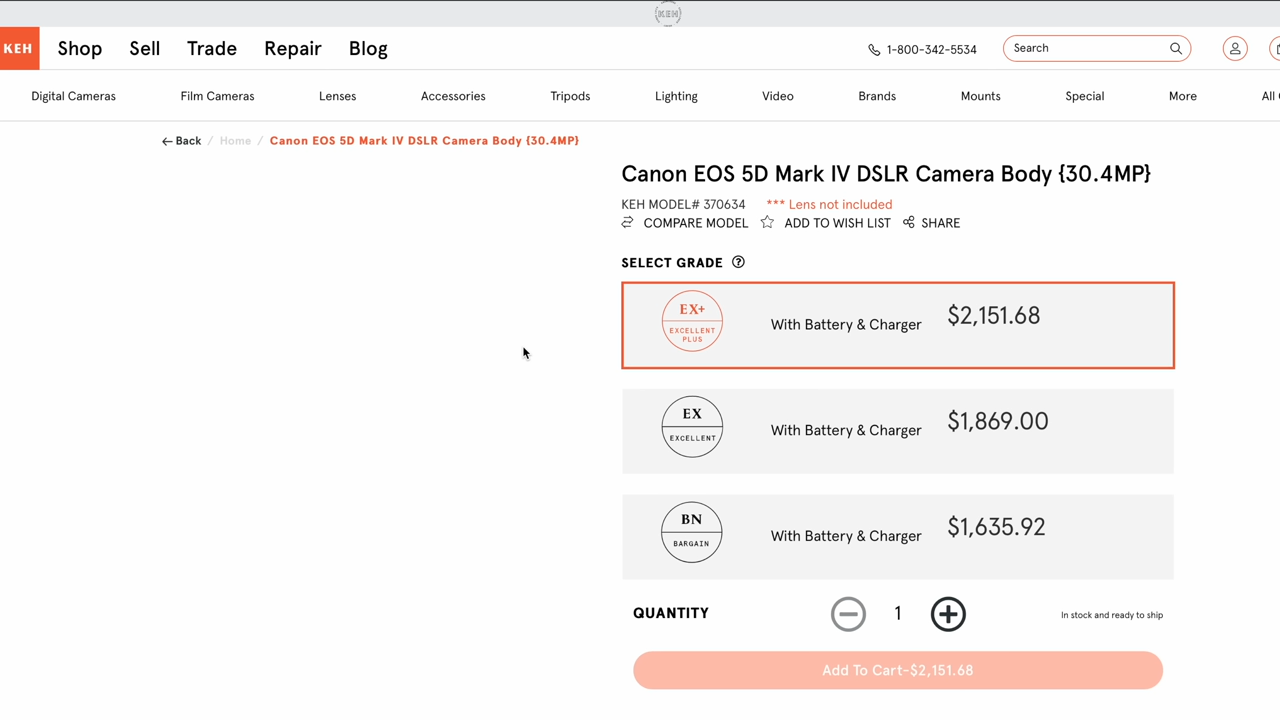 KEH
KEH
Shop Sell Trade Repair Blog
1-800-342-5534
Search
Digital Cameras Film Cameras Lenses Accessories Tripods Lighting Video Brands Mounts Special More All
Back / Home / Canon EOS 5D Mark IV DSLR Camera Body {30.4MP}
Canon EOS 5D Mark IV DSLR Camera Body {30.4MP}
KEH MODEL# 370634 *** Lens not included
COMPARE MODEL ADD TO WISH LIST SHARE
SELECT GRADE ?
EX+
EXCELLENT
PLUS
With Battery & Charger $2,151.68
EX
EXCELLENT
With Battery & Charger $1,869.00
BN
BARGAIN
With Battery & Charger $1,635.92
QUANTITY 1 In stock and ready to ship
Add To Cart-$2,151.68